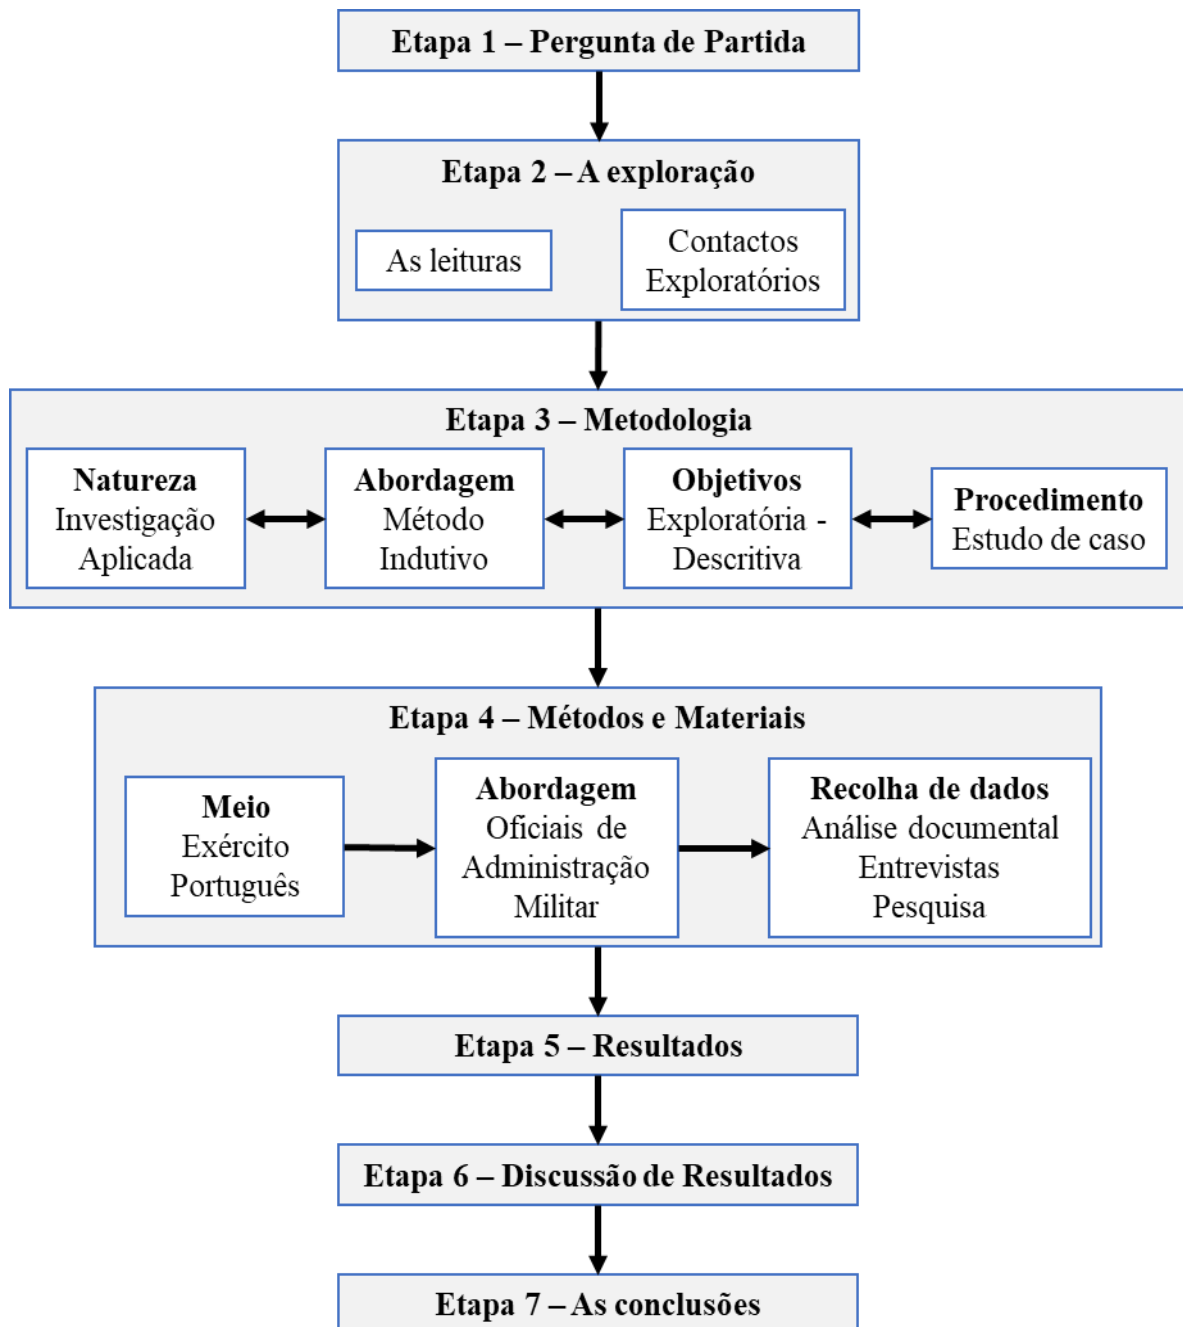 Etapa 1 – Pergunta de Partida
Etapa 2 – A exploração
As leituras
Contactos
Exploratórios
Etapa 3 – Metodologia
Natureza
Investigação
Aplicada
Abordagem
Método
Indutivo
Objetivos
Exploratória -
Descritiva
Procedimento
Estudo de caso
Etapa 4 – Métodos e Materiais
Meio
Exército
Português
Abordagem
Oficiais de
Administração
Militar
Recolha de dados
Análise documental
Entrevistas
Pesquisa
Etapa 5 – Resultados
Etapa 6 – Discussão de Resultados
Etapa 7 – As conclusões